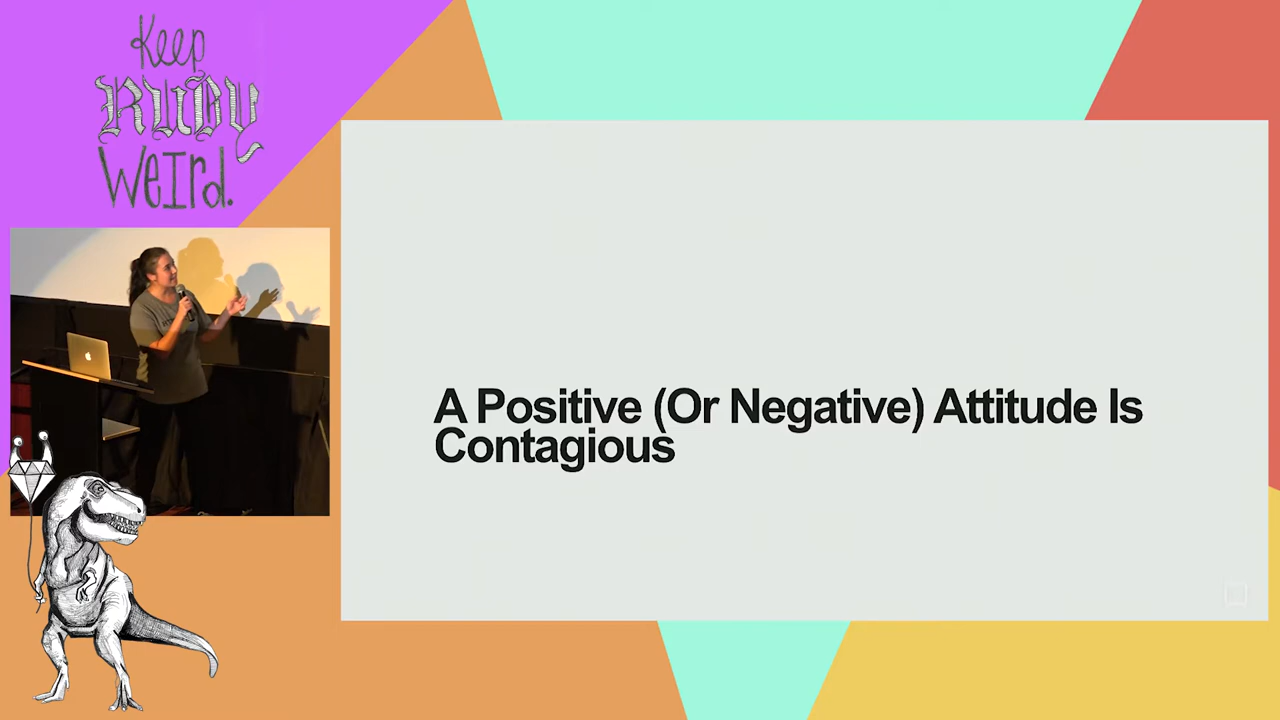 Keep
RUBY
WeIrd.
A Positive (Or Negative) Attitude Is
Contagious